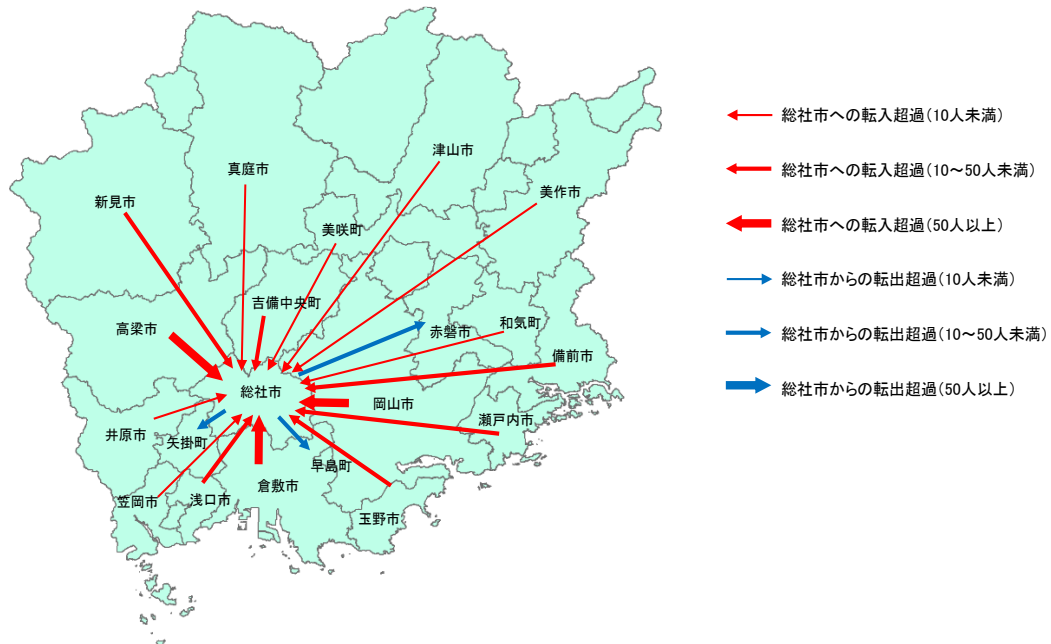 津山市
真庭市
美作市
新見市
美咲町
吉備中央町
高梁市
赤磐市
和気町
備前市
総社市
岡山市
瀬戸内市
井原市
矢掛町
早島町
倉敷市
笠岡市
浅口市
玉野市
総社市への転入超過(10人未満)
総社市への転入超過(10～50人未満)
総社市への転入超過(50人以上)
総社市からの転出超過(10人未満)
総社市からの転出超過(10～50人未満)
総社市からの転出超過(50人以上)